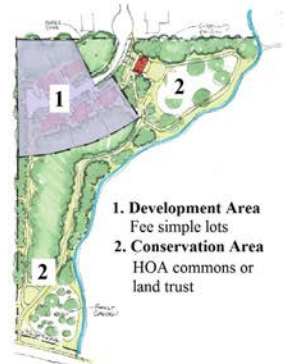 1
2
1. Development Area
Fee simple lots
2. Conservation Area
HOA commons or
land trust
2